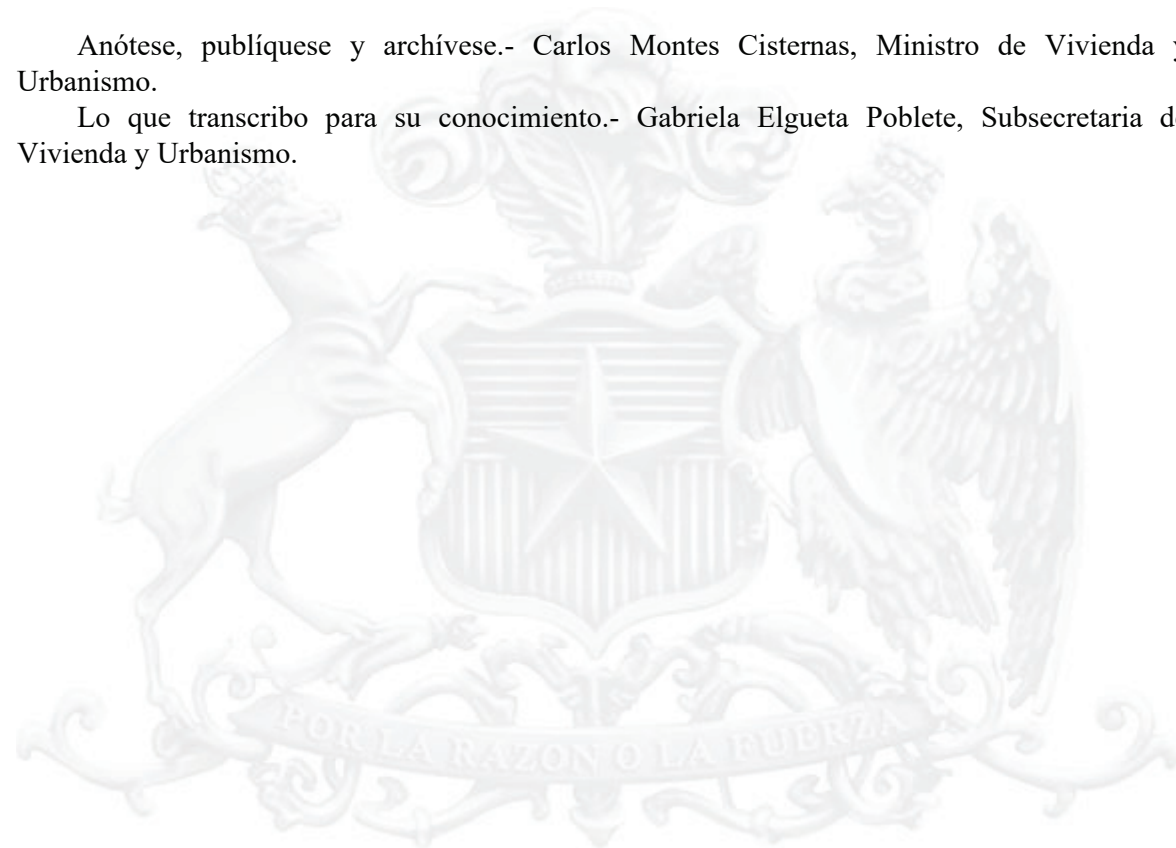 Anótese, publíquese y archívese.- Carlos Montes Cisternas, Ministro de Vivienda y
Urbanismo.
Lo que transcribo para su conocimiento.- Gabriela Elgueta Poblete, Subsecretaria de
Vivienda y Urbanismo.
POR LA RAZON O LA FUERZA